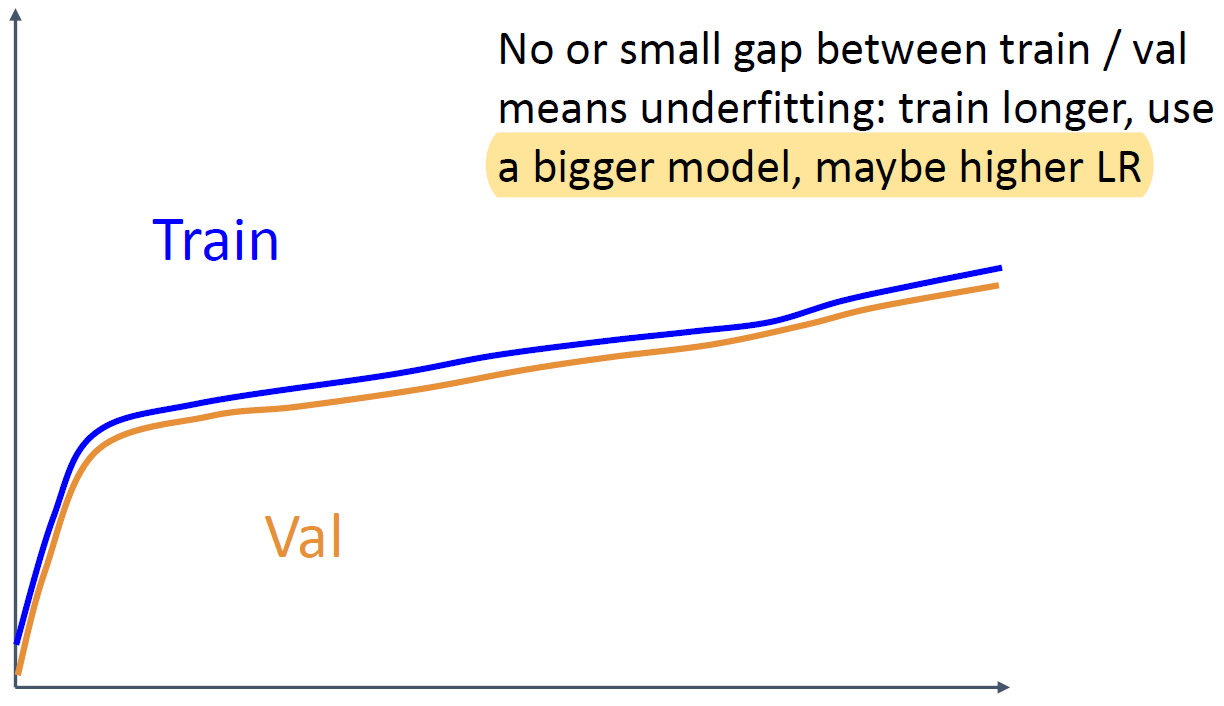 No or small gap between train / val
means underfitting: train longer, use
a bigger model, maybe higher LR
Train
Val